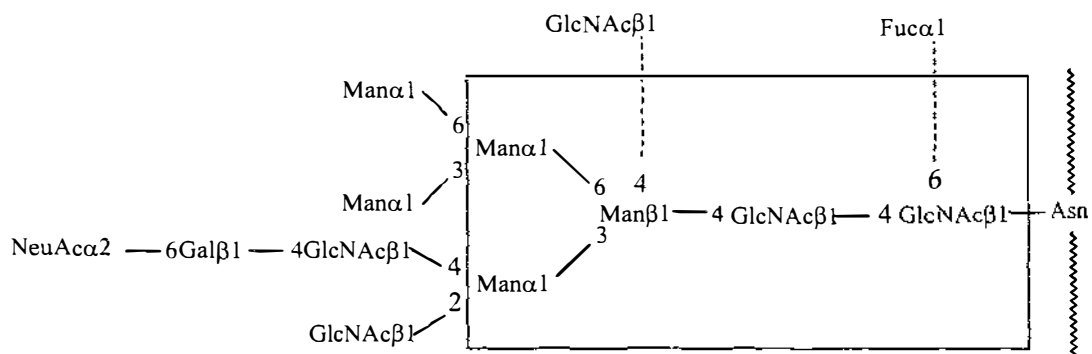 GlcNAcβ1 Fucα1
Manα1
6
Manα1
3 6 4 6
Manα1 Manβ1 4 GlcNAcβ1 4 GlcNAcβ1 Asn
3
NeuAcα2 6Galβ1 4GlcNAcβ1 4
Manα1
2
GlcNAcβ1